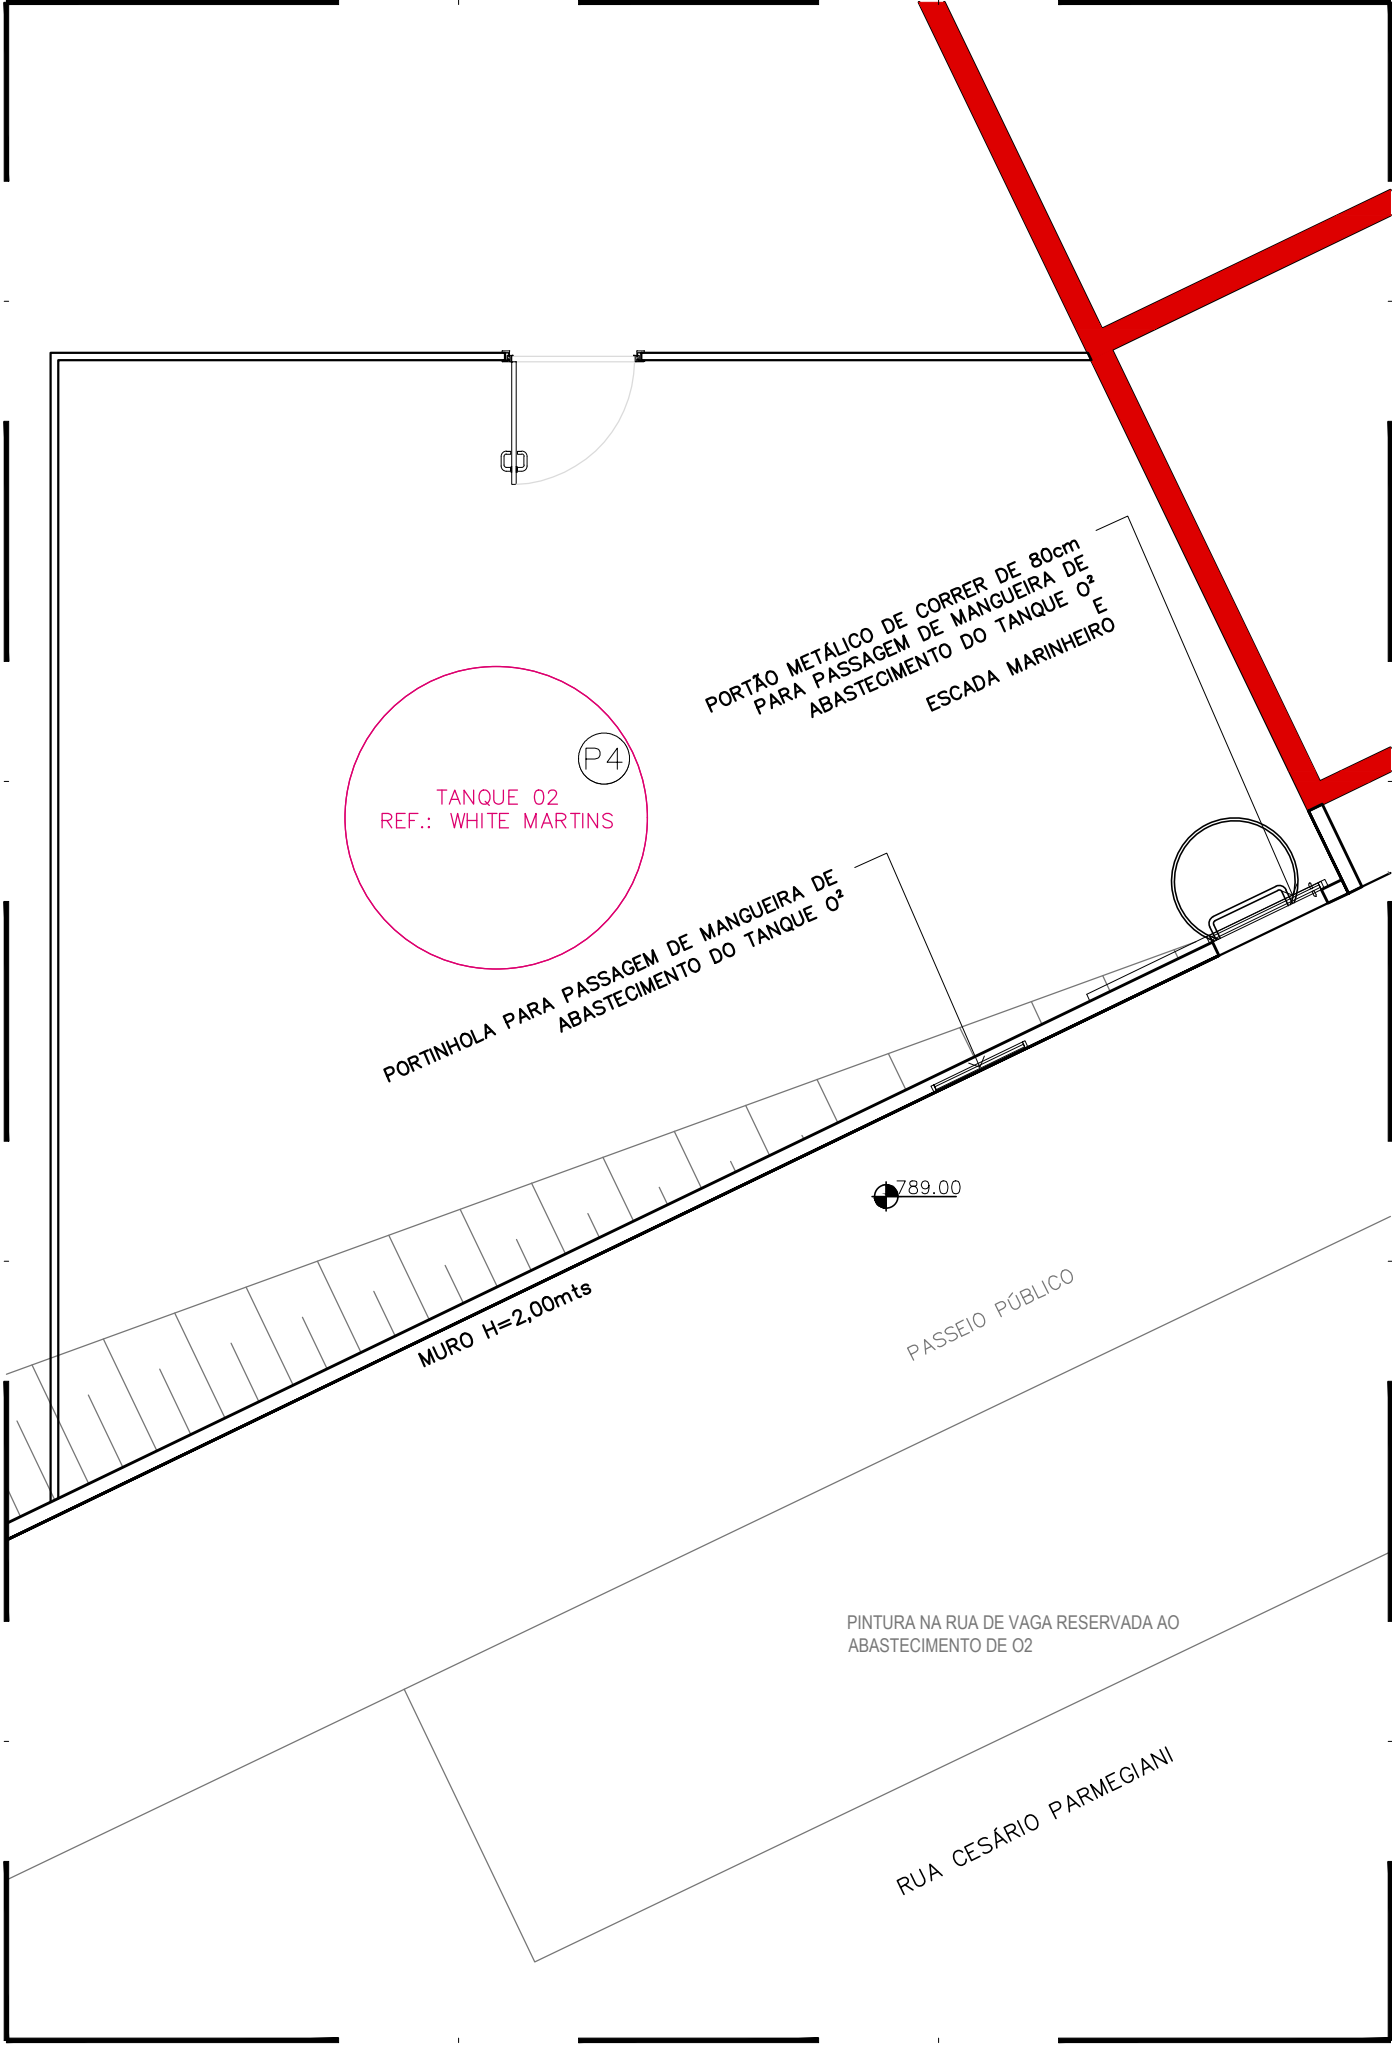 PORTÃO METÁLICO DE CORRER DE 80cm
PARA PASSAGEM DE MANGUEIRA DE
ABASTECIMENTO DO TANQUE O²
E
ESCADA MARINHEIRO
P4
TANQUE O2
REF.: WHITE MARTINS
PORTINHOLA PARA PASSAGEM DE MANGUEIRA DE
ABASTECIMENTO DO TANQUE O²
789.00
MURO H=2,00mts
PASSEIO PÚBLICO
PINTURA NA RUA DE VAGA RESERVADA AO
ABASTECIMENTO DE O2
RUA CESÁRIO PARMEGIANI